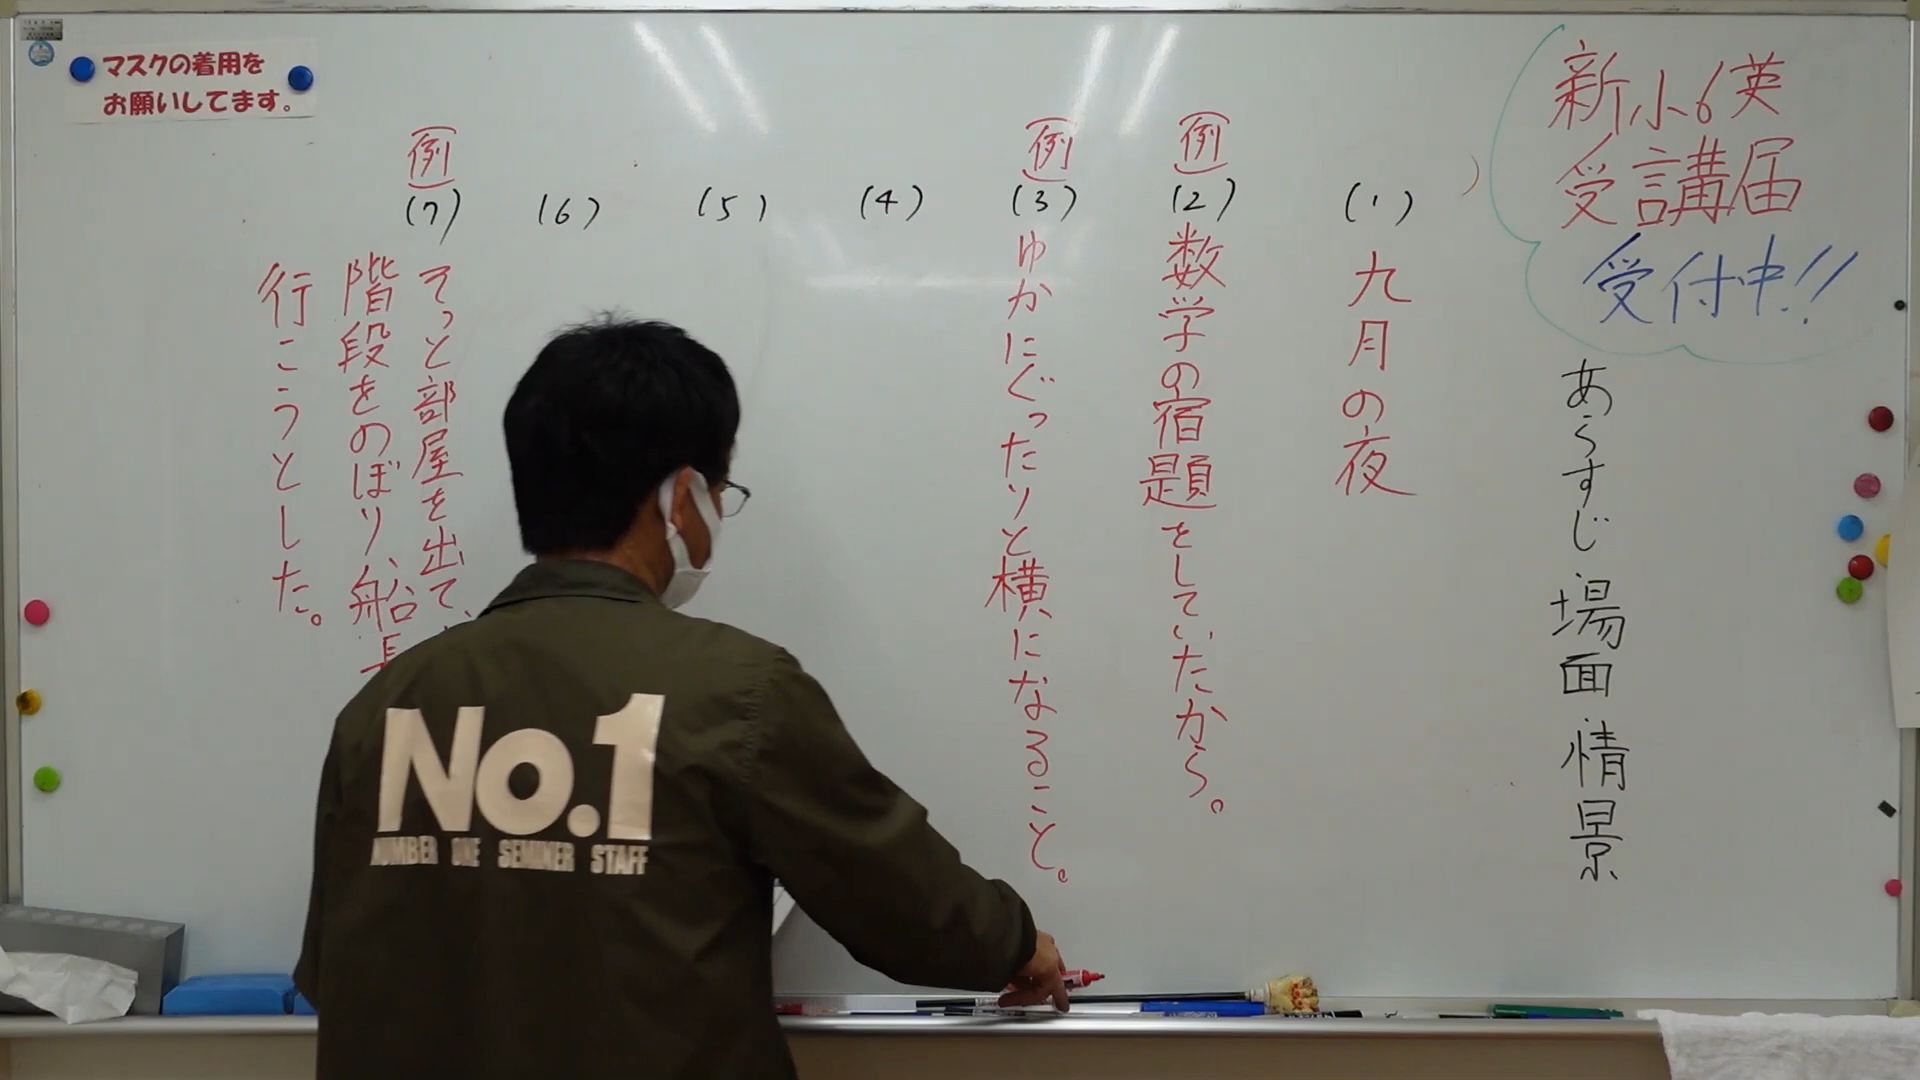 マスクの着用を
お願いしてます。
新小6英
受講届
受付中!!
あらすじ 場面 情景
(1) 九月の夜
(例)
(2) 数学の宿題をしていたから。
(例)
(3) ゆかにぐったりと横になること。
(4)
(5)
(6)
(例)
(7) そっと部屋を出て、
階段をのぼり、船長
行こうとした。
No.1
NUMBER ONE SEMINER STAFF